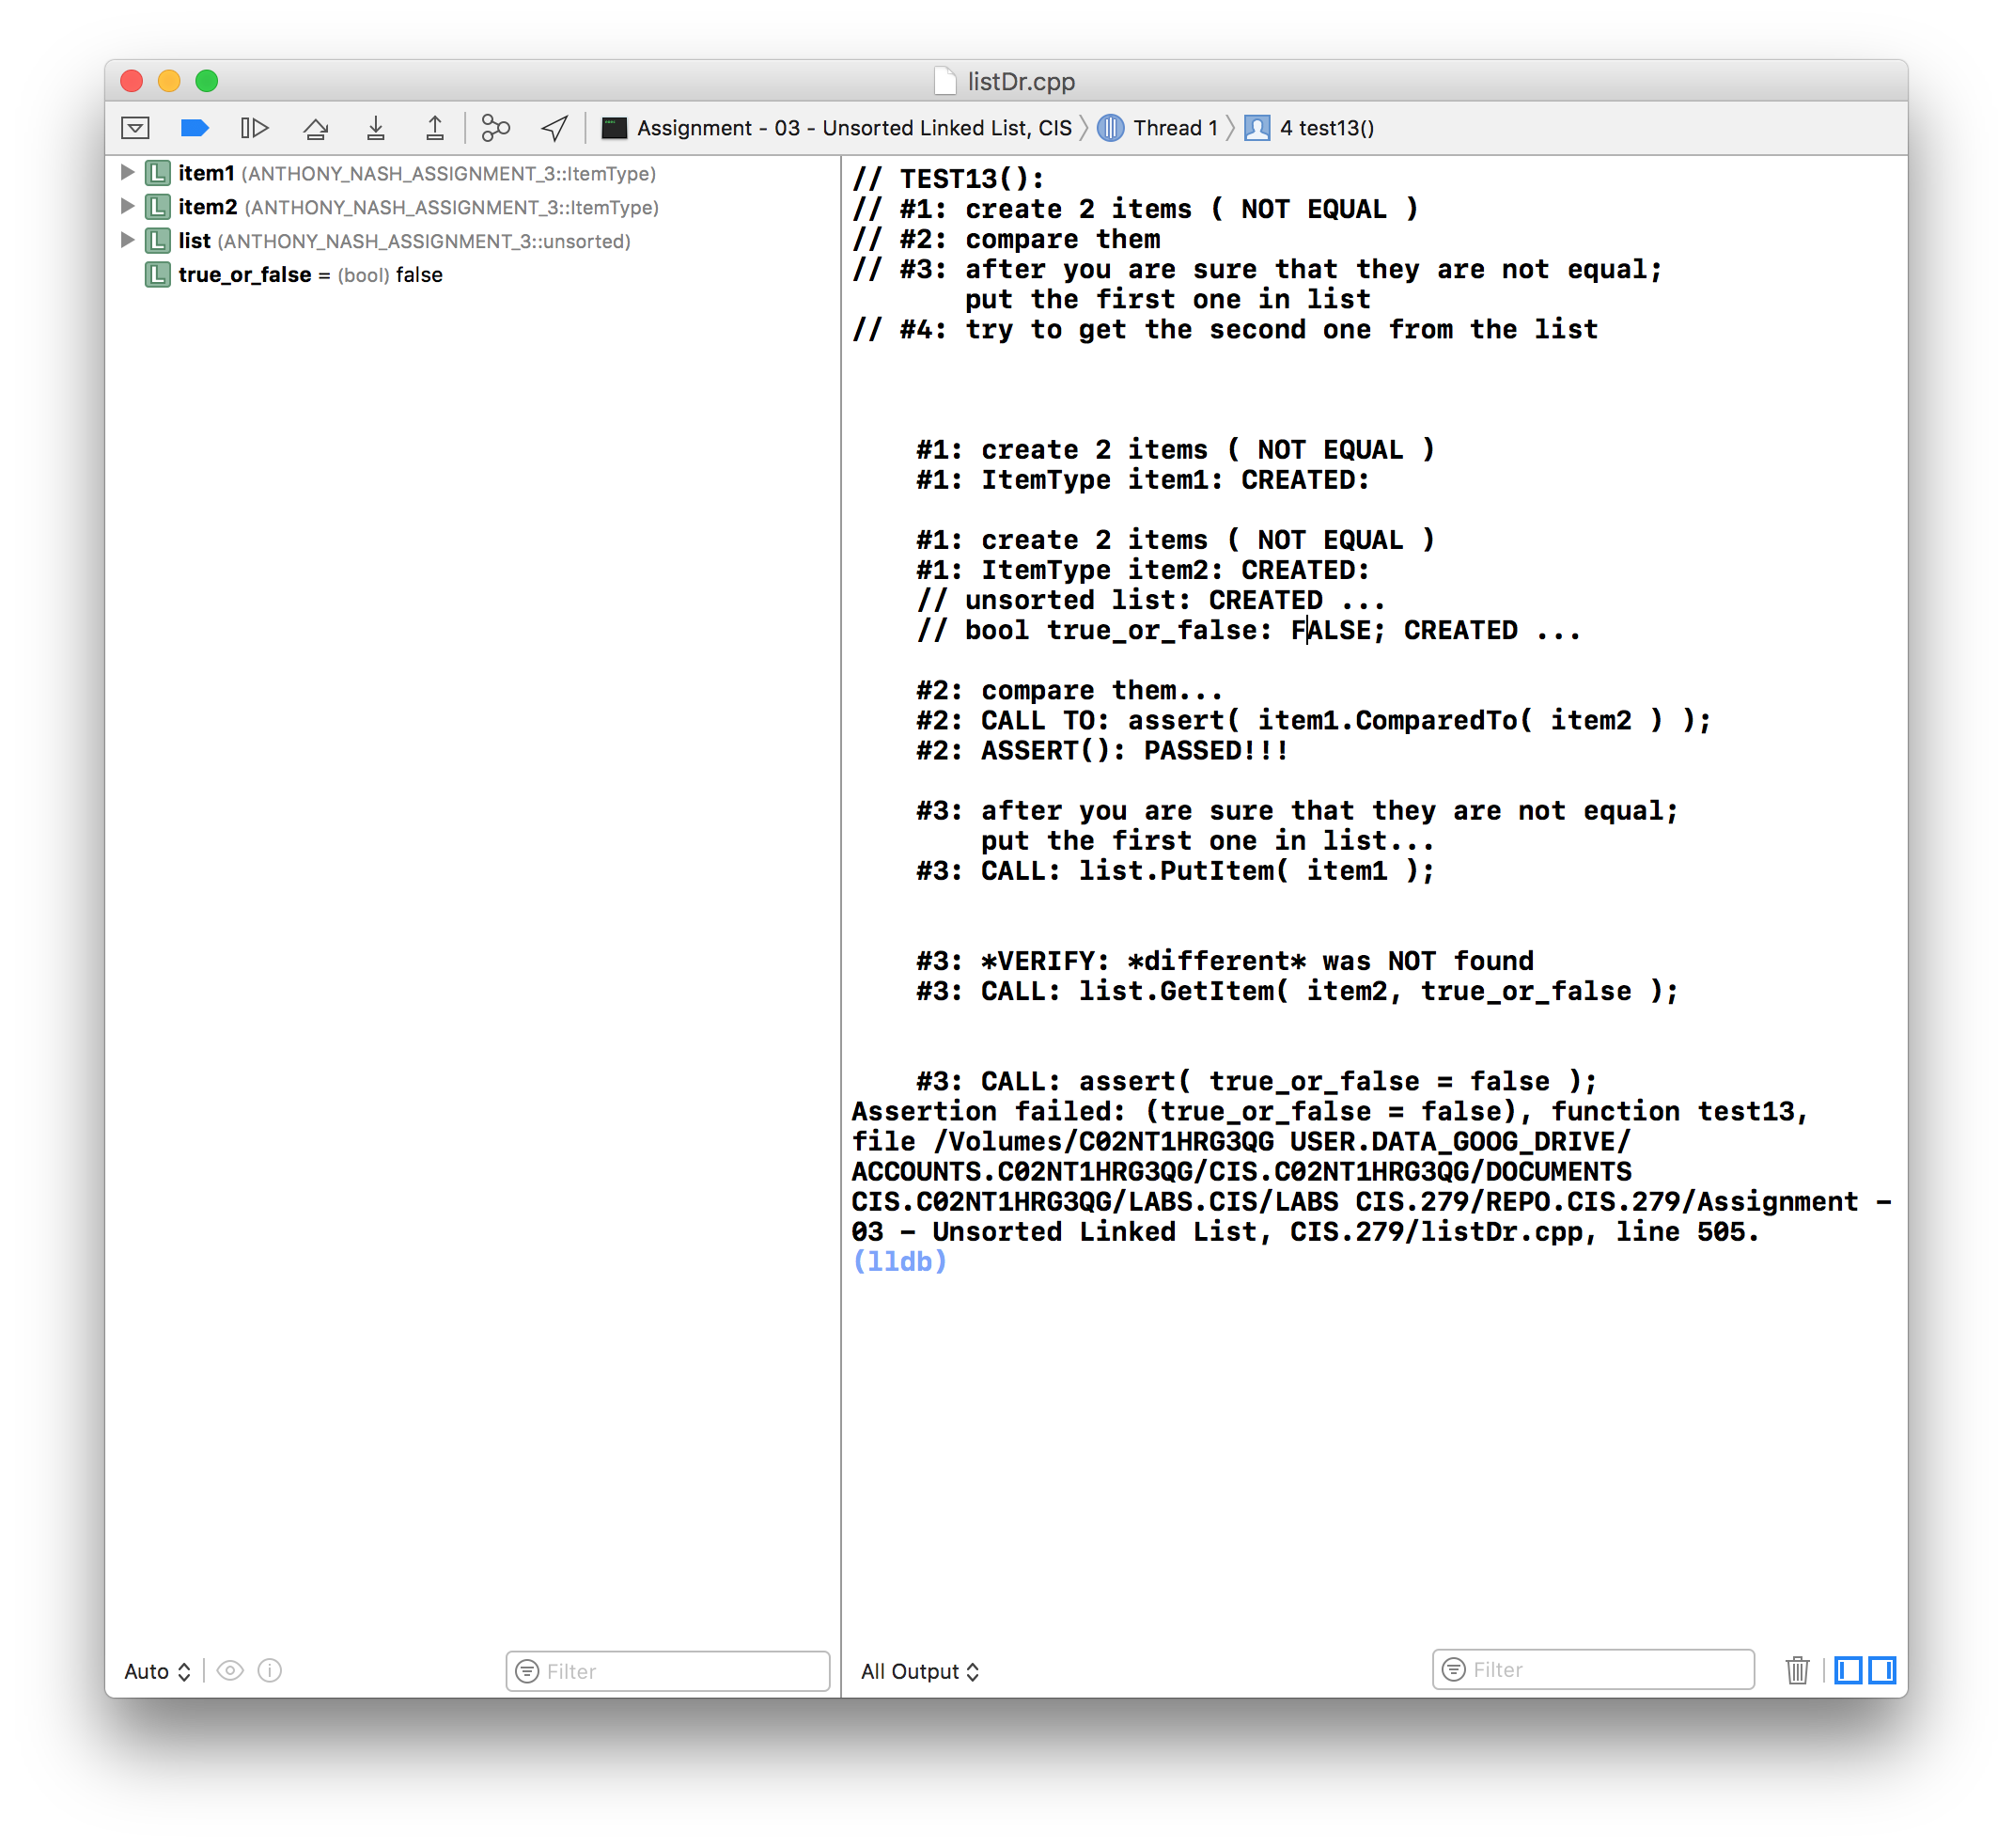 listDr.cpp
Assignment - 03 - Unsorted Linked List, CIS
Thread 1
4 test13()
L item1 (ANTHONY_NASH_ASSIGNMENT_3::ItemType)
L item2 (ANTHONY_NASH_ASSIGNMENT_3::ItemType)
L list (ANTHONY_NASH_ASSIGNMENT_3::unsorted)
L true_or_false = (bool) false
// TEST13():
// #1: create 2 items ( NOT EQUAL )
// #2: compare them
// #3: after you are sure that they are not equal;
put the first one in list
// #4: try to get the second one from the list
#1: create 2 items ( NOT EQUAL )
#1: ItemType item1: CREATED:
#1: create 2 items ( NOT EQUAL )
#1: ItemType item2: CREATED:
// unsorted list: CREATED ...
// bool true_or_false: FALSE; CREATED ...
#2: compare them...
#2: CALL TO: assert( item1.ComparedTo( item2 ) );
#2: ASSERT(): PASSED!!!
#3: after you are sure that they are not equal;
put the first one in list...
#3: CALL: list.PutItem( item1 );
#3: *VERIFY: *different* was NOT found
#3: CALL: list.GetItem( item2, true_or_false );
#3: CALL: assert( true_or_false = false );
Assertion failed: (true_or_false = false), function test13,
file /Volumes/C02NT1HRG3QG USER.DATA_GOOG_DRIVE/
ACCOUNTS.C02NT1HRG3QG/CIS.C02NT1HRG3QG/DOCUMENTS
CIS.C02NT1HRG3QG/LABS.CIS/LABS CIS.279/REPO.CIS.279/Assignment -
03 - Unsorted Linked List, CIS.279/listDr.cpp, line 505.
(lldb)
Auto
Filter
All Output
Filter